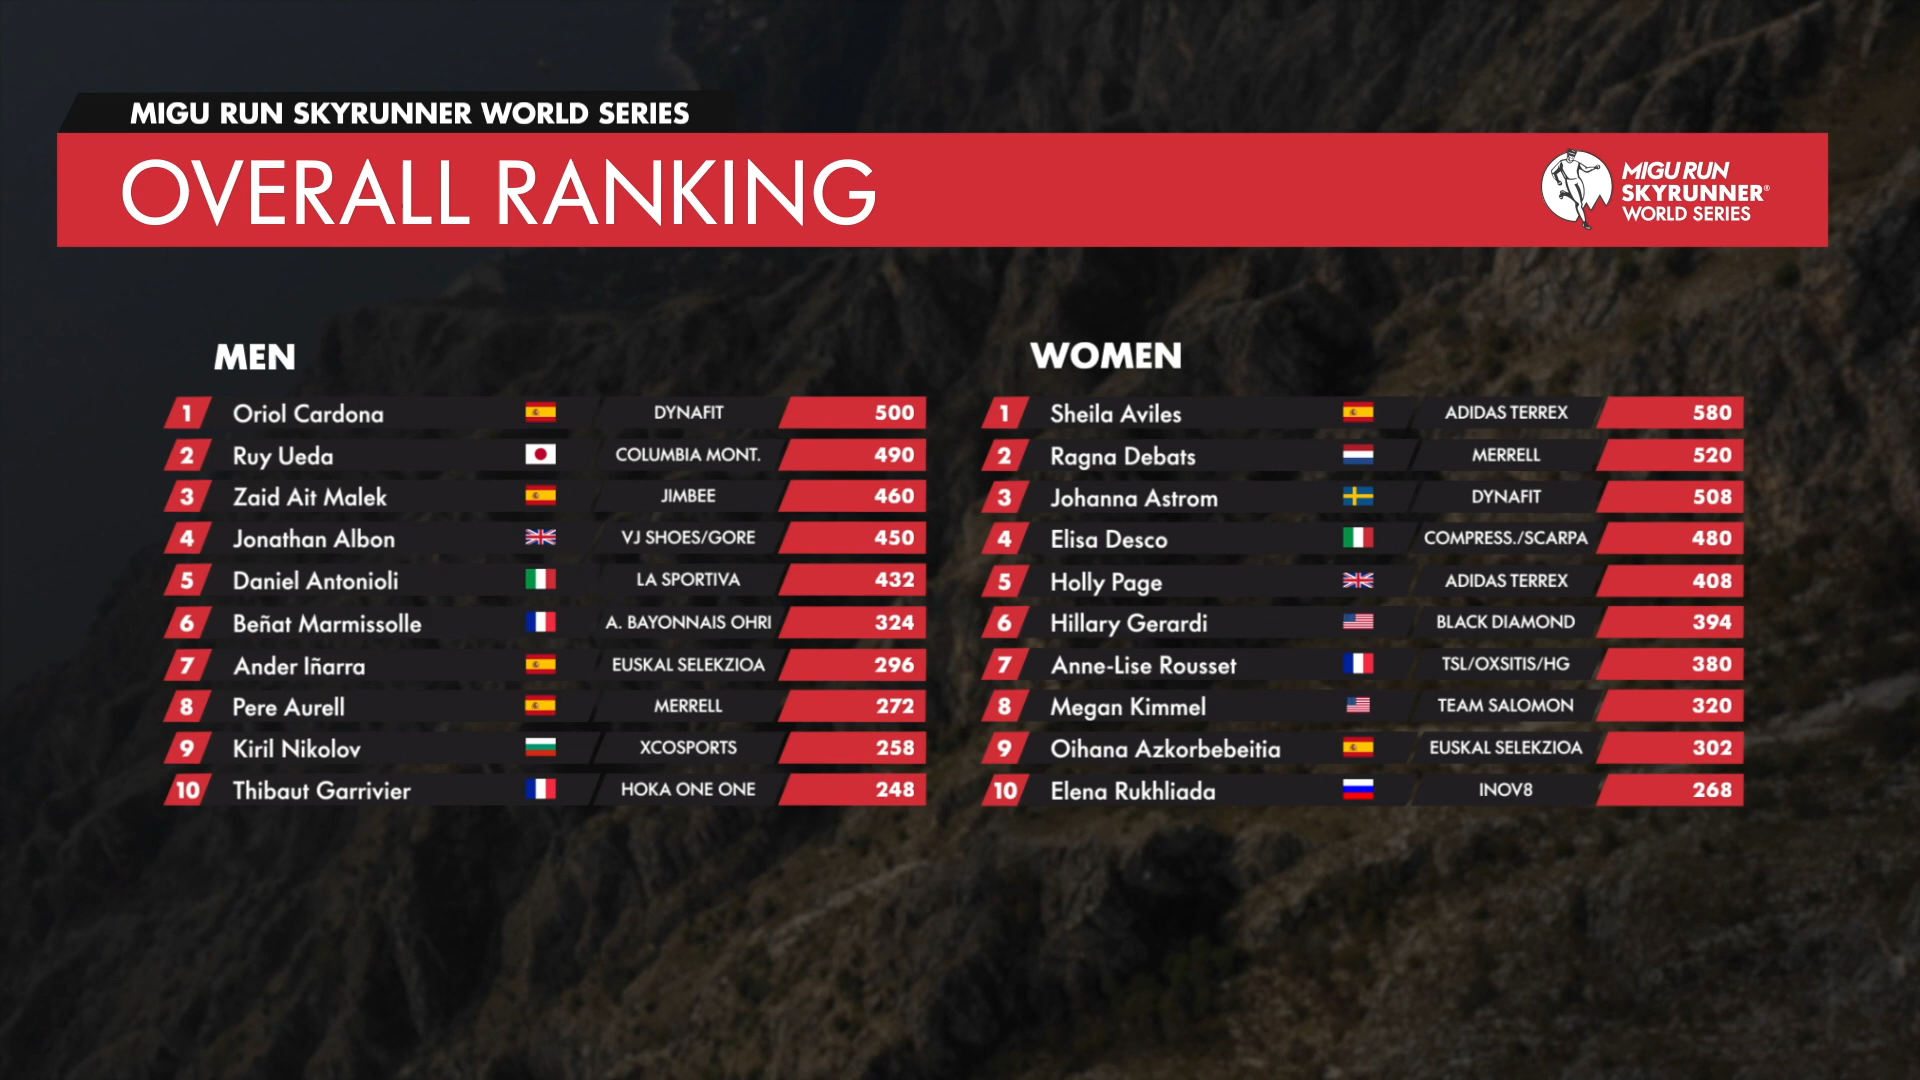 MIGU RUN SKYRUNNER WORLD SERIES
OVERALL RANKING
MIGU RUN
SKYRUNNER®
WORLD SERIES
MEN
1 Oriol Cardona DYNAFIT 500
2 Ruy Ueda COLUMBIA MONT. 490
3 Zaid Ait Malek JIMBEE 460
4 Jonathan Albon VJ SHOES/GORE 450
5 Daniel Antonioli LA SPORTIVA 432
6 Beñat Marmissolle A. BAYONNAIS OHRI 324
7 Ander Iñarra EUSKAL SELEKZIOA 296
8 Pere Aurell MERRELL 272
9 Kiril Nikolov XCOSPORTS 258
10 Thibaut Garrivier HOKA ONE ONE 248
WOMEN
1 Sheila Aviles ADIDAS TERREX 580
2 Ragna Debats MERRELL 520
3 Johanna Astrom DYNAFIT 508
4 Elisa Desco COMPRESS./SCARPA 480
5 Holly Page ADIDAS TERREX 408
6 Hillary Gerardi BLACK DIAMOND 394
7 Anne-Lise Rousset TSL/OXSITIS/HG 380
8 Megan Kimmel TEAM SALOMON 320
9 Oihana Azkorbebeitia EUSKAL SELEKZIOA 302
10 Elena Rukhliada INOV8 268